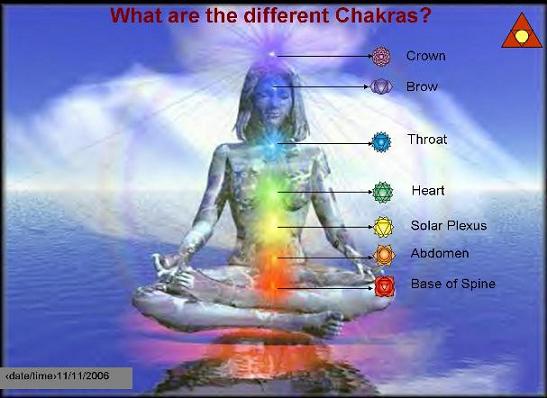 What are the different Chakras?
Crown
Brow
Throat
Heart
Solar Plexus
Abdomen
Base of Spine
‹date/time›11/11/2006